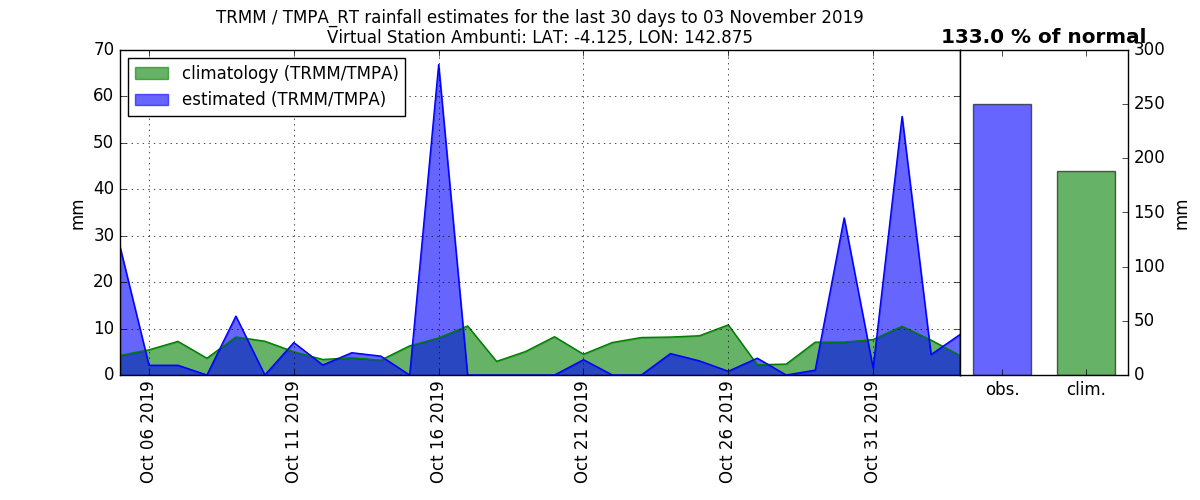 TRMM / TMPA_RT rainfall estimates for the last 30 days to 03 November 2019
Virtual Station Ambunti: LAT: -4.125, LON: 142.875
133.0 % of normal
climatology (TRMM/TMPA)
estimated (TRMM/TMPA)
70
60
50
40
30
20
10
0
mm
Oct 06 2019
Oct 11 2019
Oct 16 2019
Oct 21 2019
Oct 26 2019
Oct 31 2019
300
250
200
150
100
50
0
mm
obs.
clim.